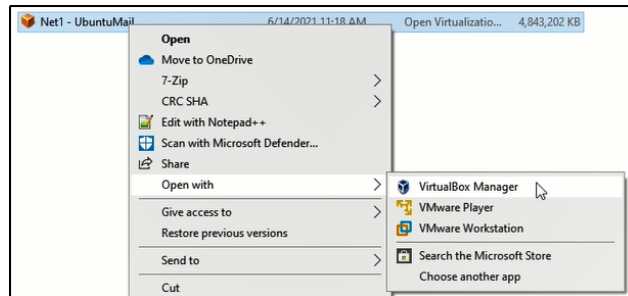 Net1 - UbuntuMail 6/14/2021 11:18 AM Open Virtualizatio... 4,843,202 KB
Open
Move to OneDrive
7-Zip
CRC SHA
Edit with Notepad++
Scan with Microsoft Defender...
Share
Open with
VirtualBox Manager
VMware Player
VMware Workstation
Search the Microsoft Store
Choose another app
Give access to
Restore previous versions
Send to
Cut